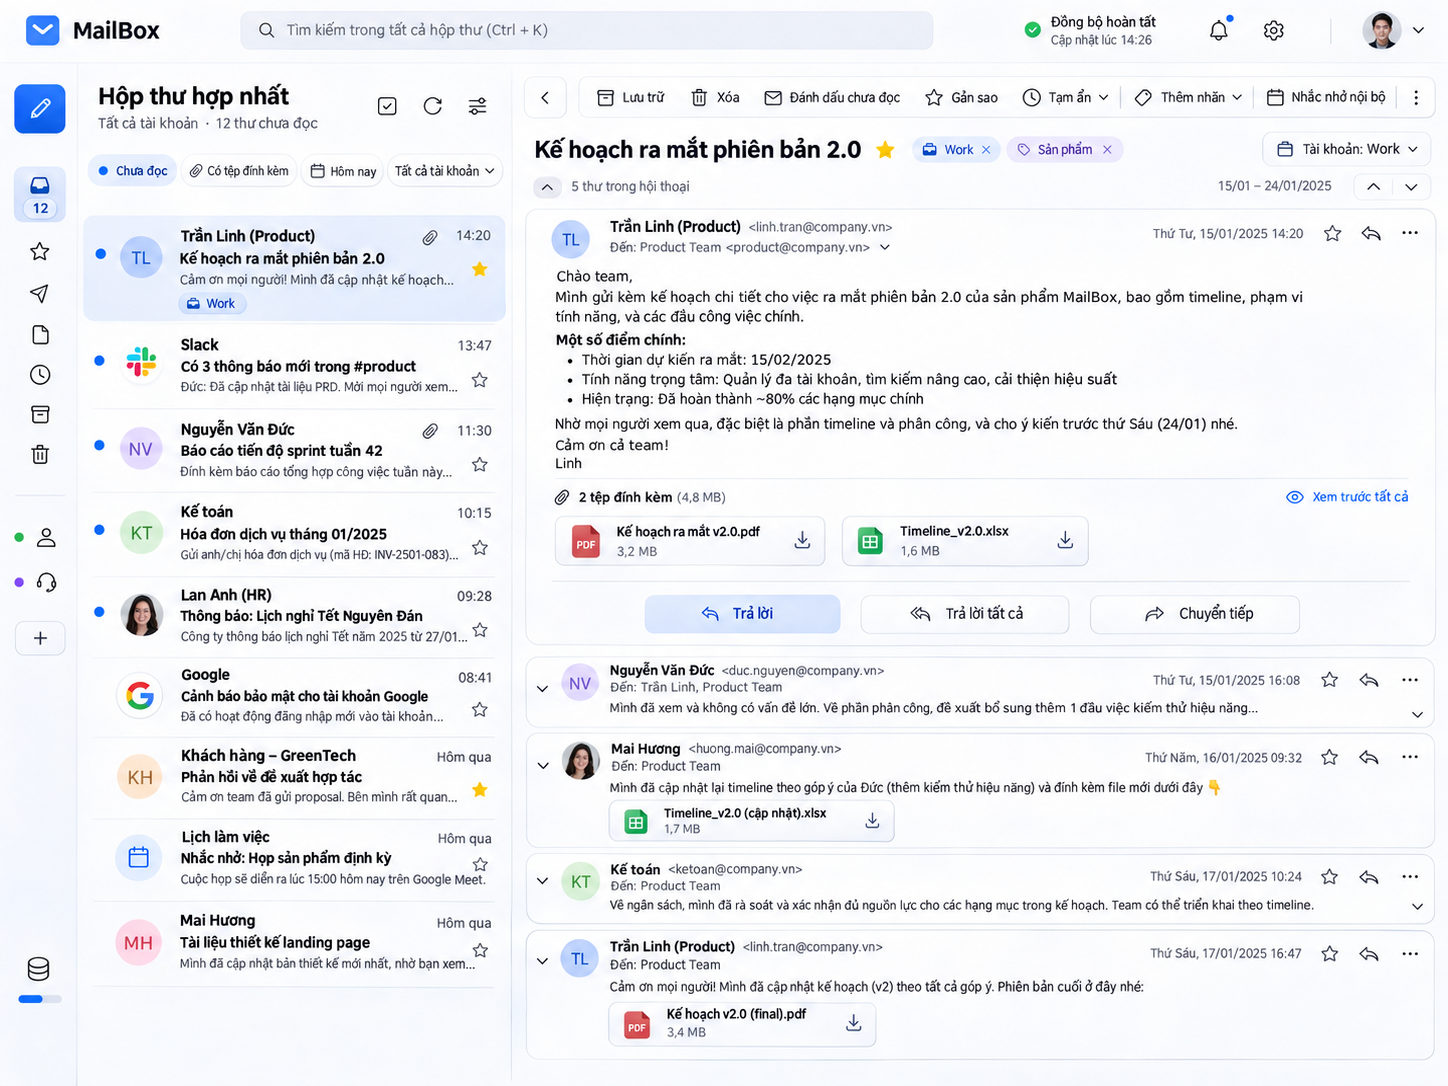 MailBox
Tìm kiếm trong tất cả hộp thư (Ctrl + K)
Đồng bộ hoàn tất
Cập nhật lúc 14:26
Hộp thư hợp nhất
Tất cả tài khoản · 12 thư chưa đọc
Chưa đọc
Có tệp đính kèm
Hôm nay
Tất cả tài khoản
12
Trần Linh (Product)
14:20
Kế hoạch ra mắt phiên bản 2.0
Cảm ơn mọi người! Mình đã cập nhật kế hoạch...
Work
Slack
13:47
Có 3 thông báo mới trong #product
Đức: Đã cập nhật tài liệu PRD. Mời mọi người xem...
Nguyễn Văn Đức
11:30
Báo cáo tiến độ sprint tuần 42
Đính kèm báo cáo tổng hợp công việc tuần này...
NV
Kế toán
10:15
KT
Hóa đơn dịch vụ tháng 01/2025
Gửi anh/chị hóa đơn dịch vụ (mã HĐ: INV-2501-083)...
Lan Anh (HR)
09:28
Thông báo: Lịch nghỉ Tết Nguyên Đán
Công ty thông báo lịch nghỉ Tết năm 2025 từ 27/01...
Google
08:41
Cảnh báo bảo mật cho tài khoản Google
Đã có hoạt động đăng nhập mới vào tài khoản...
Khách hàng – GreenTech
Hôm qua
KH
Phản hồi về đề xuất hợp tác
Cảm ơn team đã gửi proposal. Bên mình rất quan...
Lịch làm việc
Hôm qua
Nhắc nhở: Họp sản phẩm định kỳ
Cuộc họp sẽ diễn ra lúc 15:00 hôm nay trên Google Meet.
Mai Hương
Hôm qua
MH
Tài liệu thiết kế landing page
Mình đã cập nhật bản thiết kế mới nhất, nhờ bạn xem...
TL
Lưu trữ
Xóa
Đánh dấu chưa đọc
Gắn sao
Tạm ẩn
Thêm nhãn
Nhắc nhở nội bộ
Kế hoạch ra mắt phiên bản 2.0
Work ×
Sản phẩm ×
Tài khoản: Work
5 thư trong hội thoại
15/01 – 24/01/2025
TL
Trần Linh (Product) <linh.tran@company.vn>
Đến: Product Team <product@company.vn>
Thứ Tư, 15/01/2025 14:20
Chào team,
Mình gửi kèm kế hoạch chi tiết cho việc ra mắt phiên bản 2.0 của sản phẩm MailBox, bao gồm timeline, phạm vi
tính năng, và các đầu công việc chính.
Một số điểm chính:
• Thời gian dự kiến ra mắt: 15/02/2025
• Tính năng trọng tâm: Quản lý đa tài khoản, tìm kiếm nâng cao, cải thiện hiệu suất
• Hiện trạng: Đã hoàn thành ~80% các hạng mục chính
Nhờ mọi người xem qua, đặc biệt là phần timeline và phân công, và cho ý kiến trước thứ Sáu (24/01) nhé.
Cảm ơn cả team!
Linh
2 tệp đính kèm (4,8 MB)
Xem trước tất cả
PDF
Kế hoạch ra mắt v2.0.pdf
3,2 MB
Timeline_v2.0.xlsx
1,6 MB
Trả lời
Trả lời tất cả
Chuyển tiếp
NV
Nguyễn Văn Đức <duc.nguyen@company.vn>
Đến: Trần Linh, Product Team
Thứ Tư, 15/01/2025 16:08
Mình đã xem và không có vấn đề lớn. Về phần phân công, đề xuất bổ sung thêm 1 đầu việc kiểm thử hiệu năng...
Mai Hương <huong.mai@company.vn>
Đến: Product Team
Thứ Năm, 16/01/2025 09:32
Mình đã cập nhật lại timeline theo góp ý của Đức (thêm kiểm thử hiệu năng) và đính kèm file mới dưới đây 👇
Timeline_v2.0 (cập nhật).xlsx
1,7 MB
KT
Kế toán <ketoan@company.vn>
Đến: Product Team
Thứ Sáu, 17/01/2025 10:24
Về ngân sách, mình đã rà soát và xác nhận đủ nguồn lực cho các hạng mục trong kế hoạch. Team có thể triển khai theo timeline.
TL
Trần Linh (Product) <linh.tran@company.vn>
Đến: Product Team
Thứ Sáu, 17/01/2025 16:47
Cảm ơn mọi người! Mình đã cập nhật kế hoạch (v2) theo tất cả góp ý. Phiên bản cuối ở đây nhé:
PDF
Kế hoạch v2.0 (final).pdf
3,4 MB